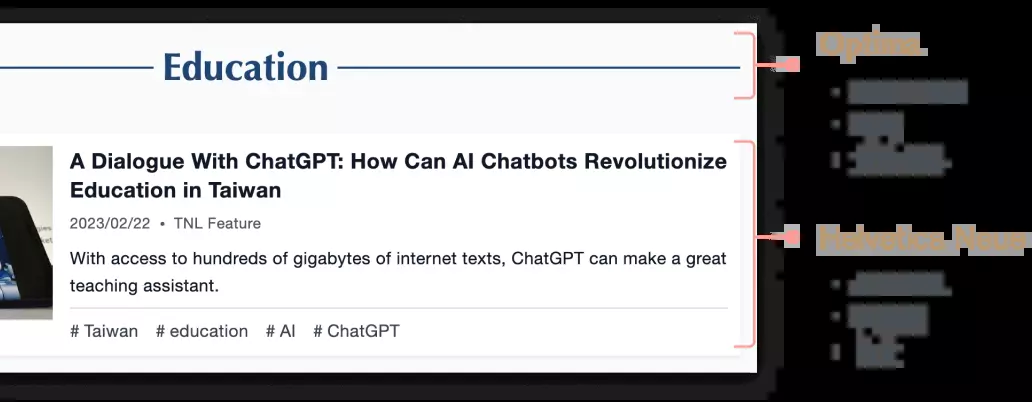 Education
Optima
A Dialogue With ChatGPT: How Can AI Chatbots Revolutionize
Education in Taiwan
2023/02/22 • TNL Feature
With access to hundreds of gigabytes of internet texts, ChatGPT can make a great
teaching assistant.
# Taiwan # education # AI # ChatGPT
Helvetica Neue